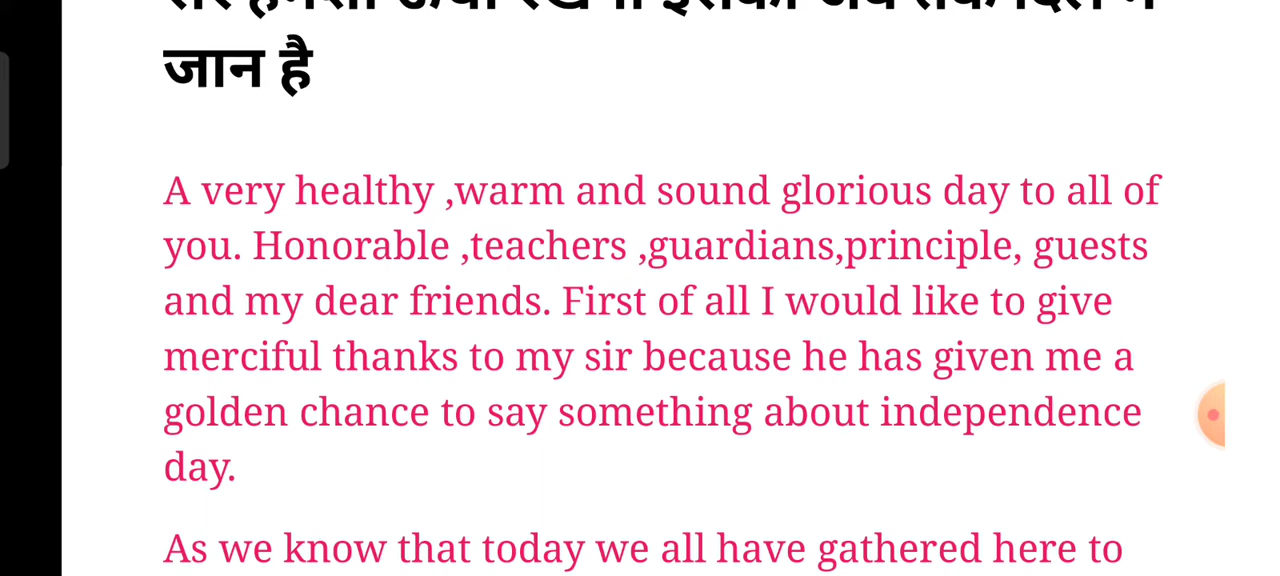 जान है
A very healthy ,warm and sound glorious day to all of
you. Honorable ,teachers ,guardians,principle, guests
and my dear friends. First of all I would like to give
merciful thanks to my sir because he has given me a
golden chance to say something about independence
day.
As we know that today we all have gathered here to